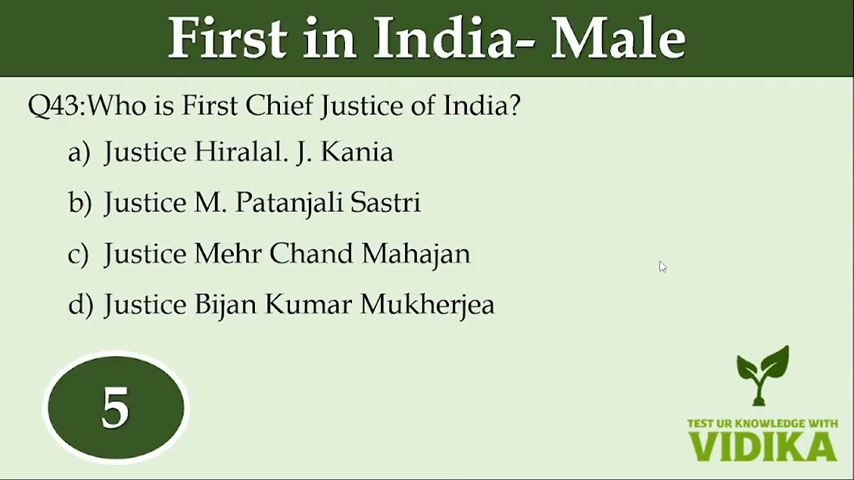 First in India- Male
Q43:Who is First Chief Justice of India?
a) Justice Hiralal. J. Kania
b) Justice M. Patanjali Sastri
c) Justice Mehr Chand Mahajan
d) Justice Bijan Kumar Mukherjea
5
TEST UR KNOWLEDGE WITH
VIDIKA